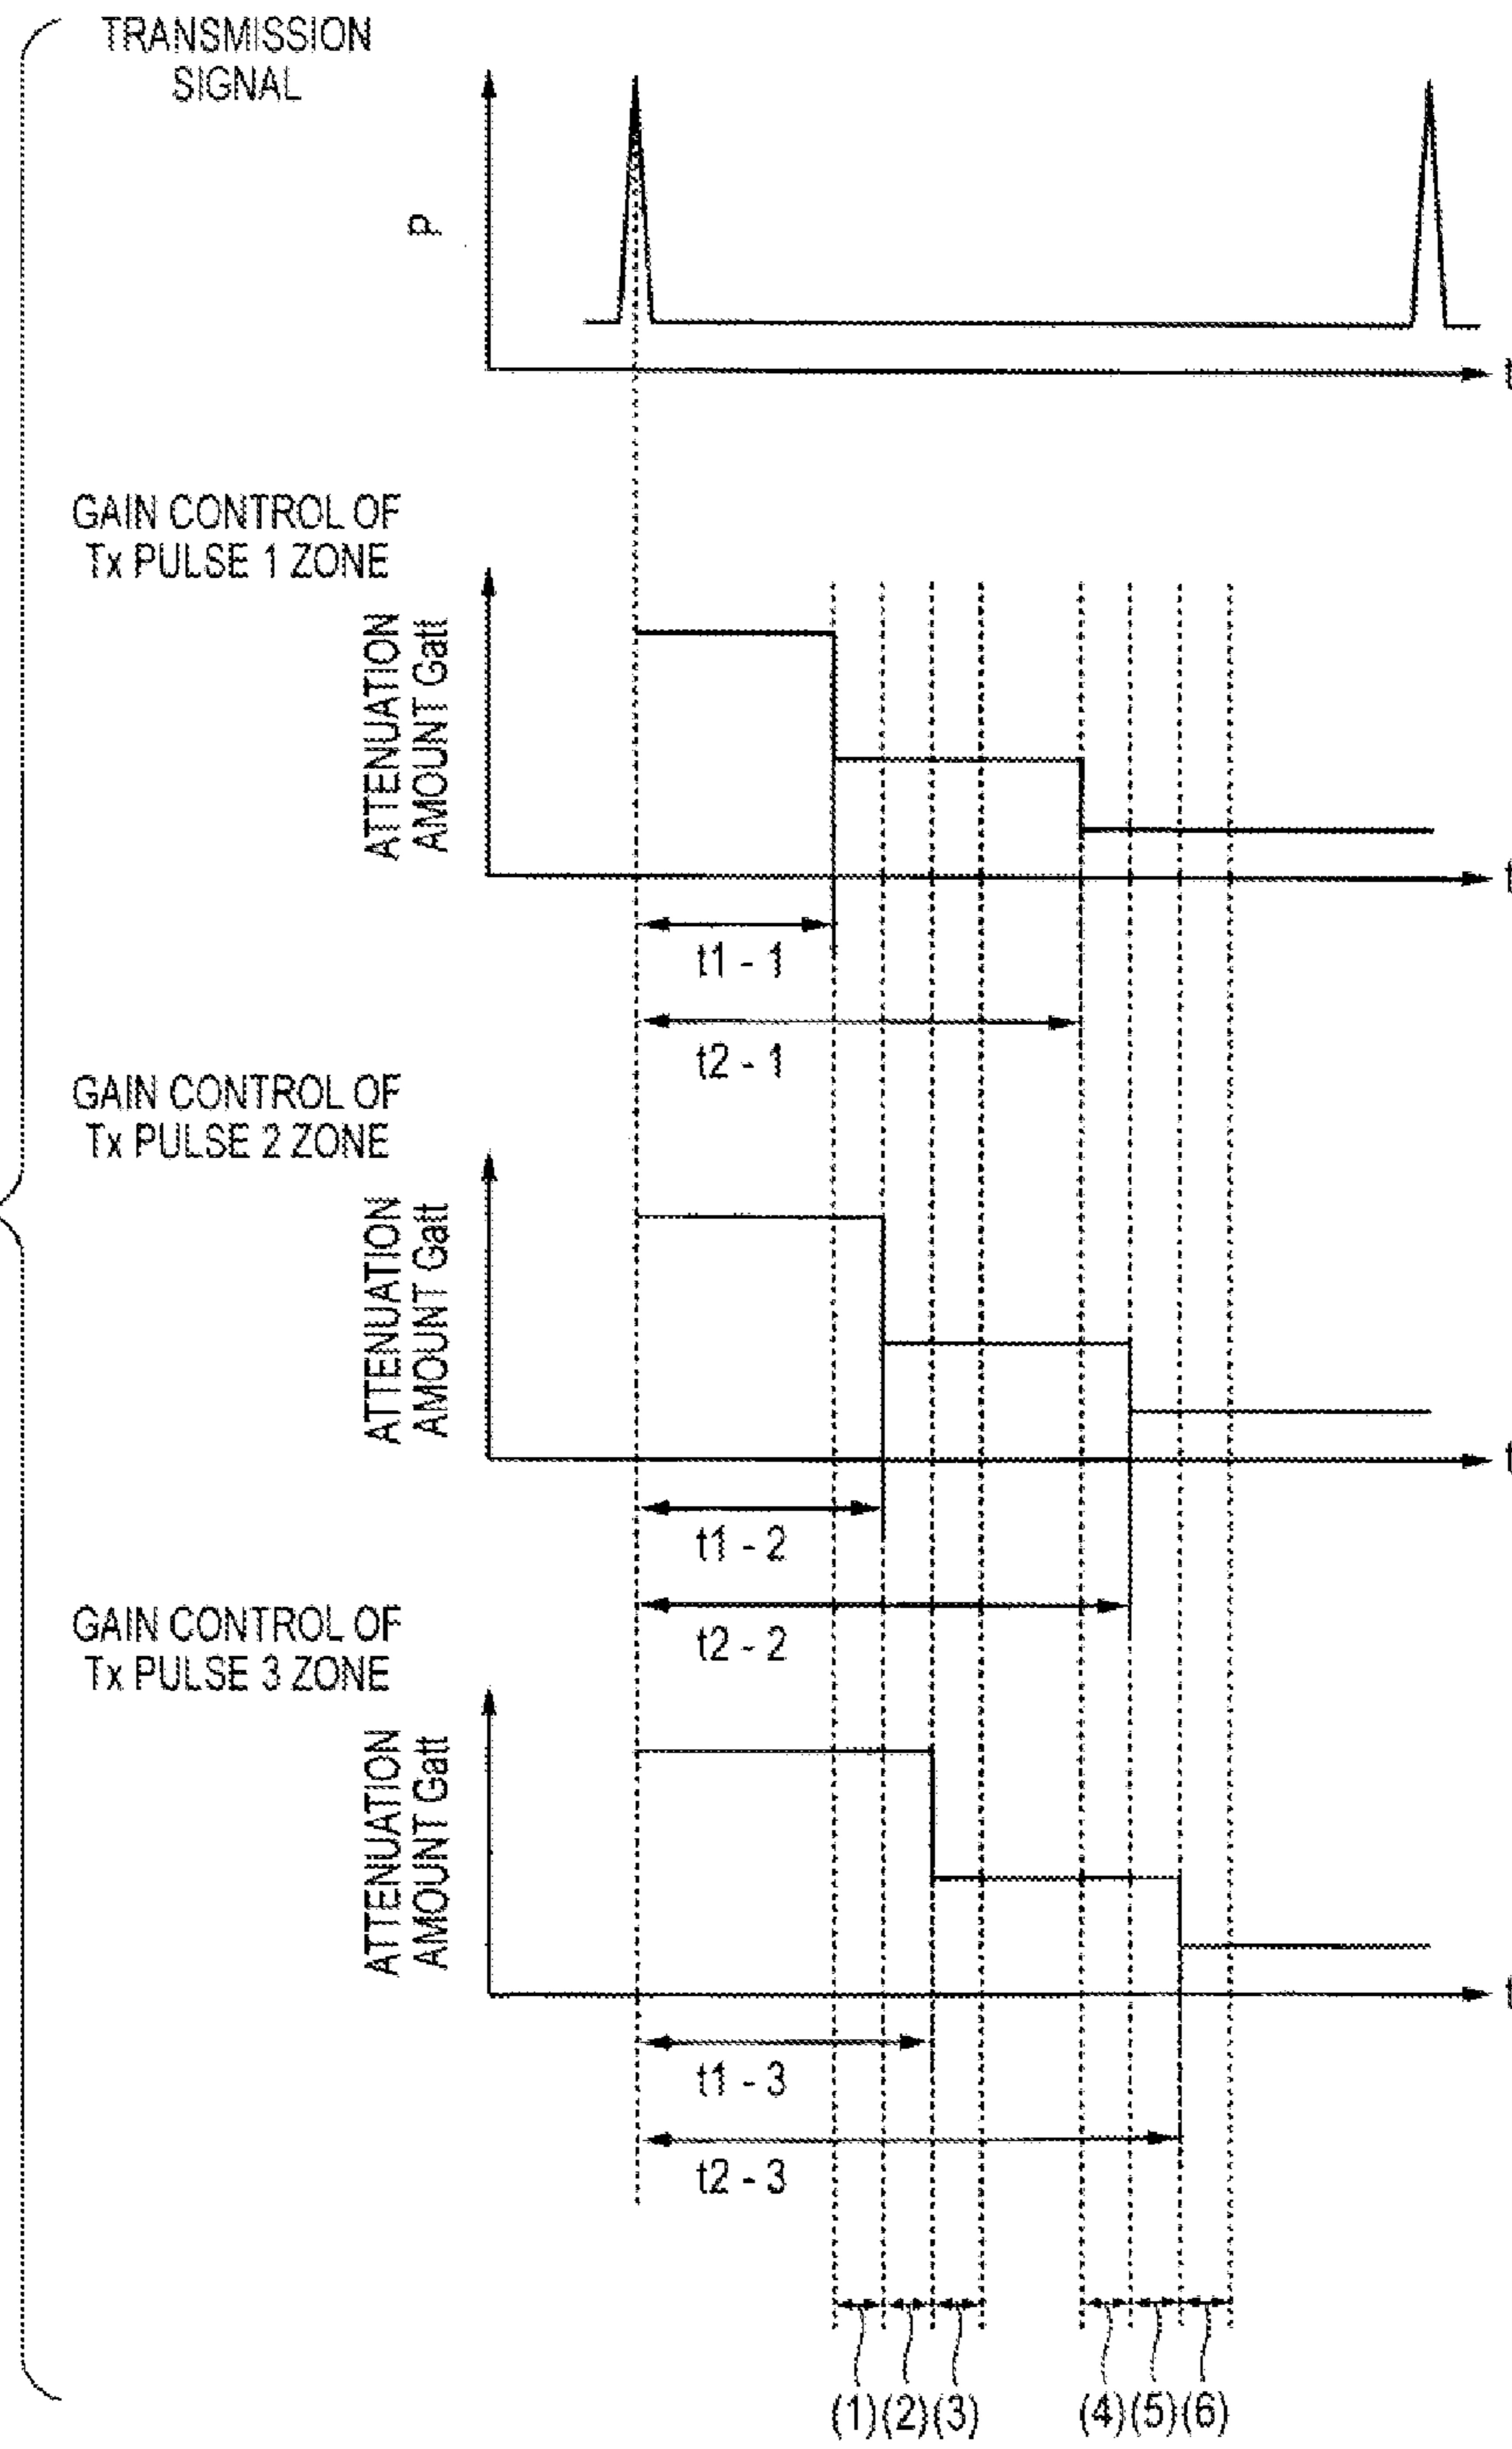 TRANSMISSION
SIGNAL
P
t
GAIN CONTROL OF
Tx PULSE 1 ZONE
ATTENUATION
AMOUNT Gatt
t
t1 - 1
t2 - 1
GAIN CONTROL OF
Tx PULSE 2 ZONE
ATTENUATION
AMOUNT Gatt
t
t1 - 2
t2 - 2
GAIN CONTROL OF
Tx PULSE 3 ZONE
ATTENUATION
AMOUNT Gatt
t
t1 - 3
t2 - 3
(1) (2) (3) (4) (5) (6)